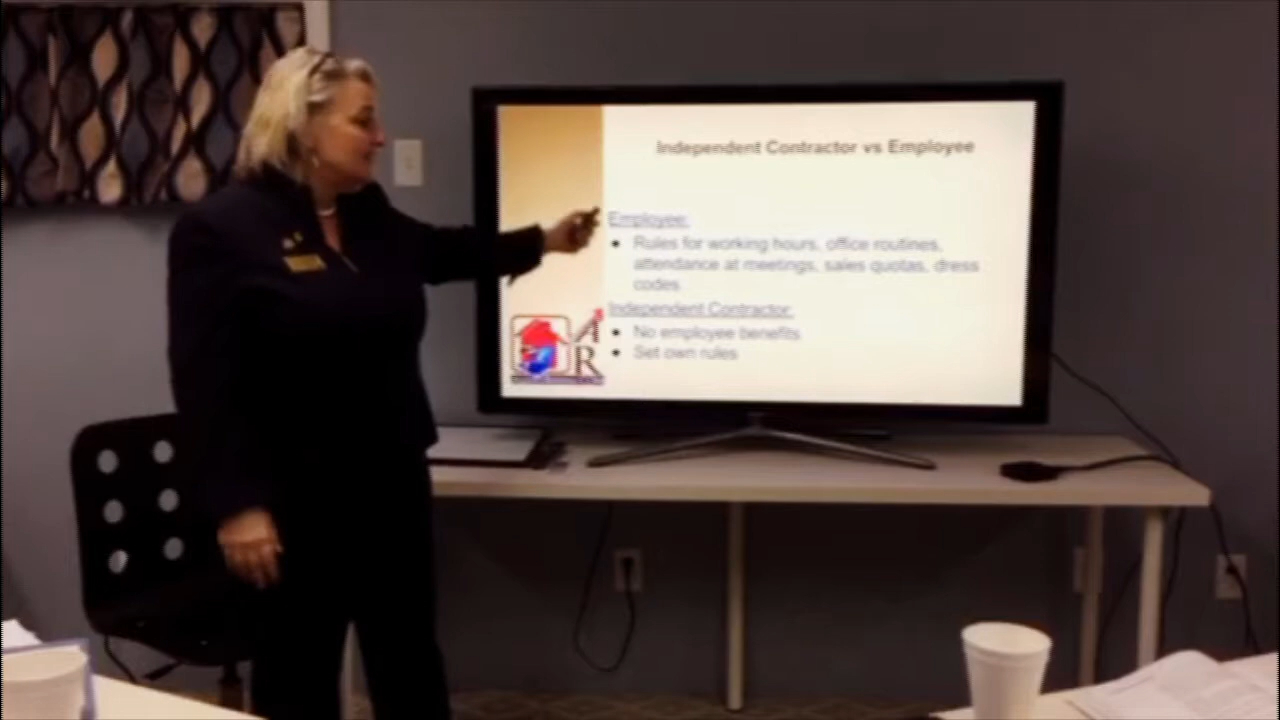 Independent Contractor vs Employee
Employee:
● Rules for working hours, office routines,
attendance at meetings, sales quotas, dress
codes
Independent Contractor:
● No employee benefits
● Set own rules
A
R